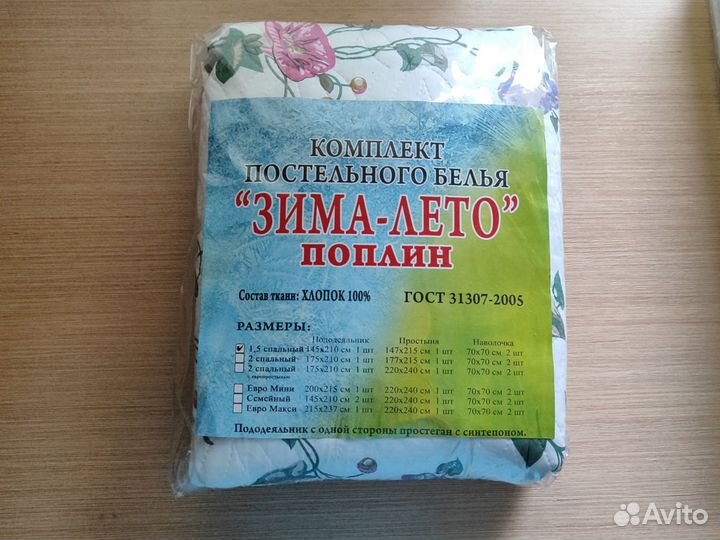 КОМПЛЕКТ
ПОСТЕЛЬНОГО БЕЛЬЯ
“ЗИМА-ЛЕТО”
ПОПЛИН
Состав ткани: ХЛОПОК 100% ГОСТ 31307-2005
РАЗМЕРЫ:
Пододеяльник Простыня Наволочка
1,5 спальный 145х210 см 1 шт 147х215 см 1 шт 70х70 см 2 шт
2 спальный 175х210 см 1 шт 177х215 см 1 шт 70х70 см 2 шт
2 спальный 175х210 см 1 шт 220х240 см 1 шт 70х70 см 2 шт
Евро Мини 200х215 см 1 шт 220х240 см 1 шт 70х70 см 2 шт
Семейный 145х210 см 2 шт 220х240 см 1 шт 70х70 см 2 шт
Евро Макси 215х237 см 1 шт 220х240 см 1 шт 70х70 см 2 шт
Пододеяльник с одной стороны простеган с синтепоном.
Avito